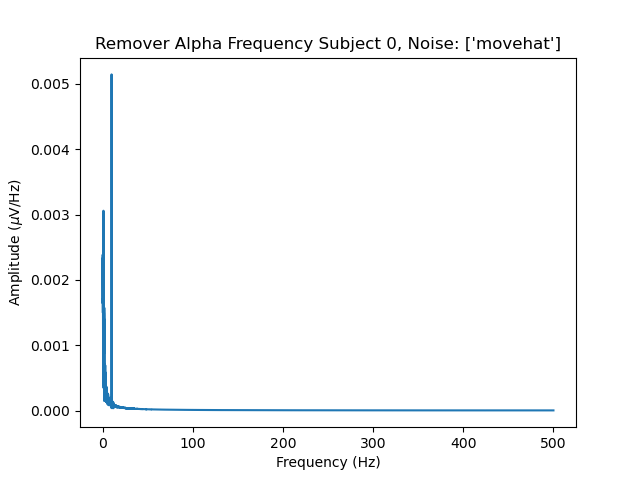 Remover Alpha Frequency Subject 0, Noise: ['movehat']
0.005
0.004
0.003
0.002
0.001
0.000
Amplitude (μV/Hz)
0 100 200 300 400 500
Frequency (Hz)